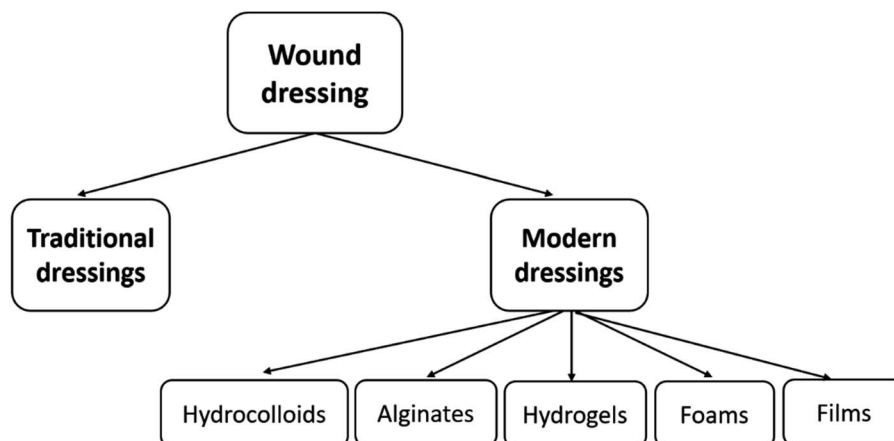 Wound
dressing
Traditional
dressings
Modern
dressings
Hydrocolloids
Alginates
Hydrogels
Foams
Films